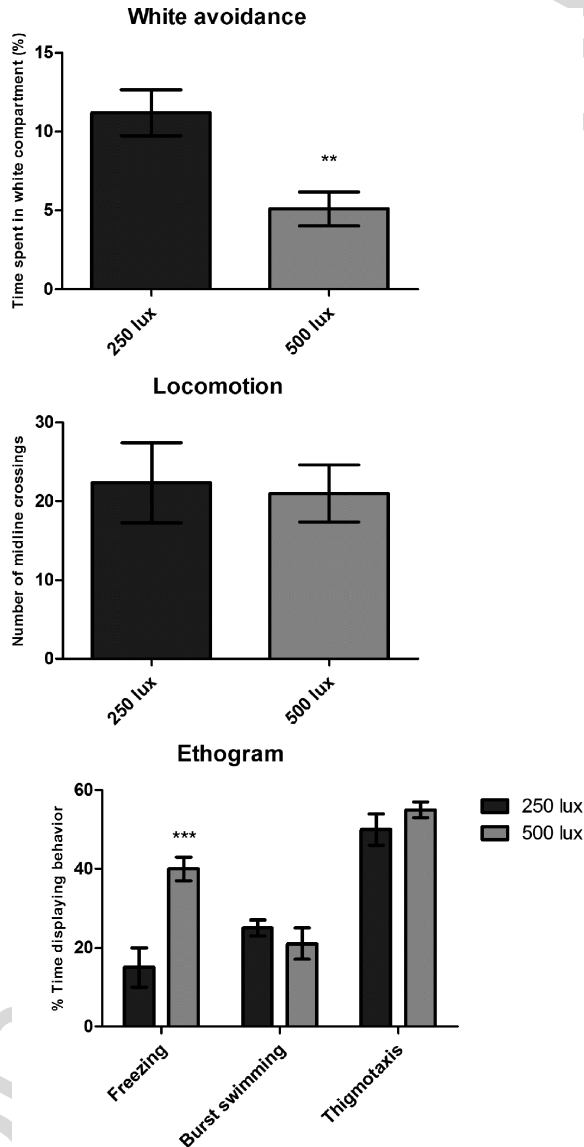 White avoidance
Time spent in white compartment (%)
15
10
5
0
**
250 lux
500 lux
Locomotion
Number of midline crossings
30
20
10
0
250 lux
500 lux
Ethogram
% Time displaying behavior
60
40
20
0
***
250 lux
500 lux
Freezing
Burst swimming
Thigmotaxis